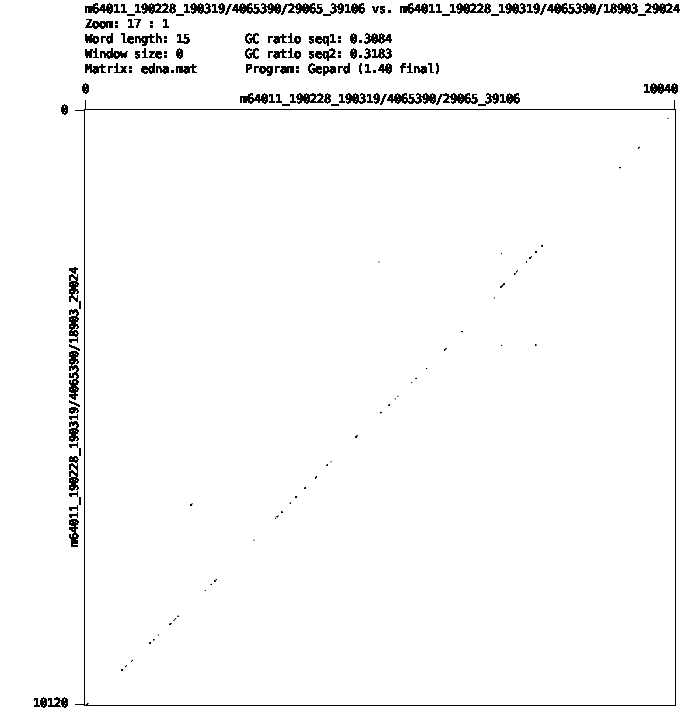 m64011_190228_190319/4065390/29065_39106 vs. m64011_190228_190319/4065390/18903_29024
Zoom: 17 : 1
Word length: 15 GC ratio seq1: 0.3084
Window size: 0 GC ratio seq2: 0.3183
Matrix: edna.mat Program: Gepard (1.40 final)
0 10040
m64011_190228_190319/4065390/29065_39106
0
m64011_190228_190319/4065390/18903_29024
10120